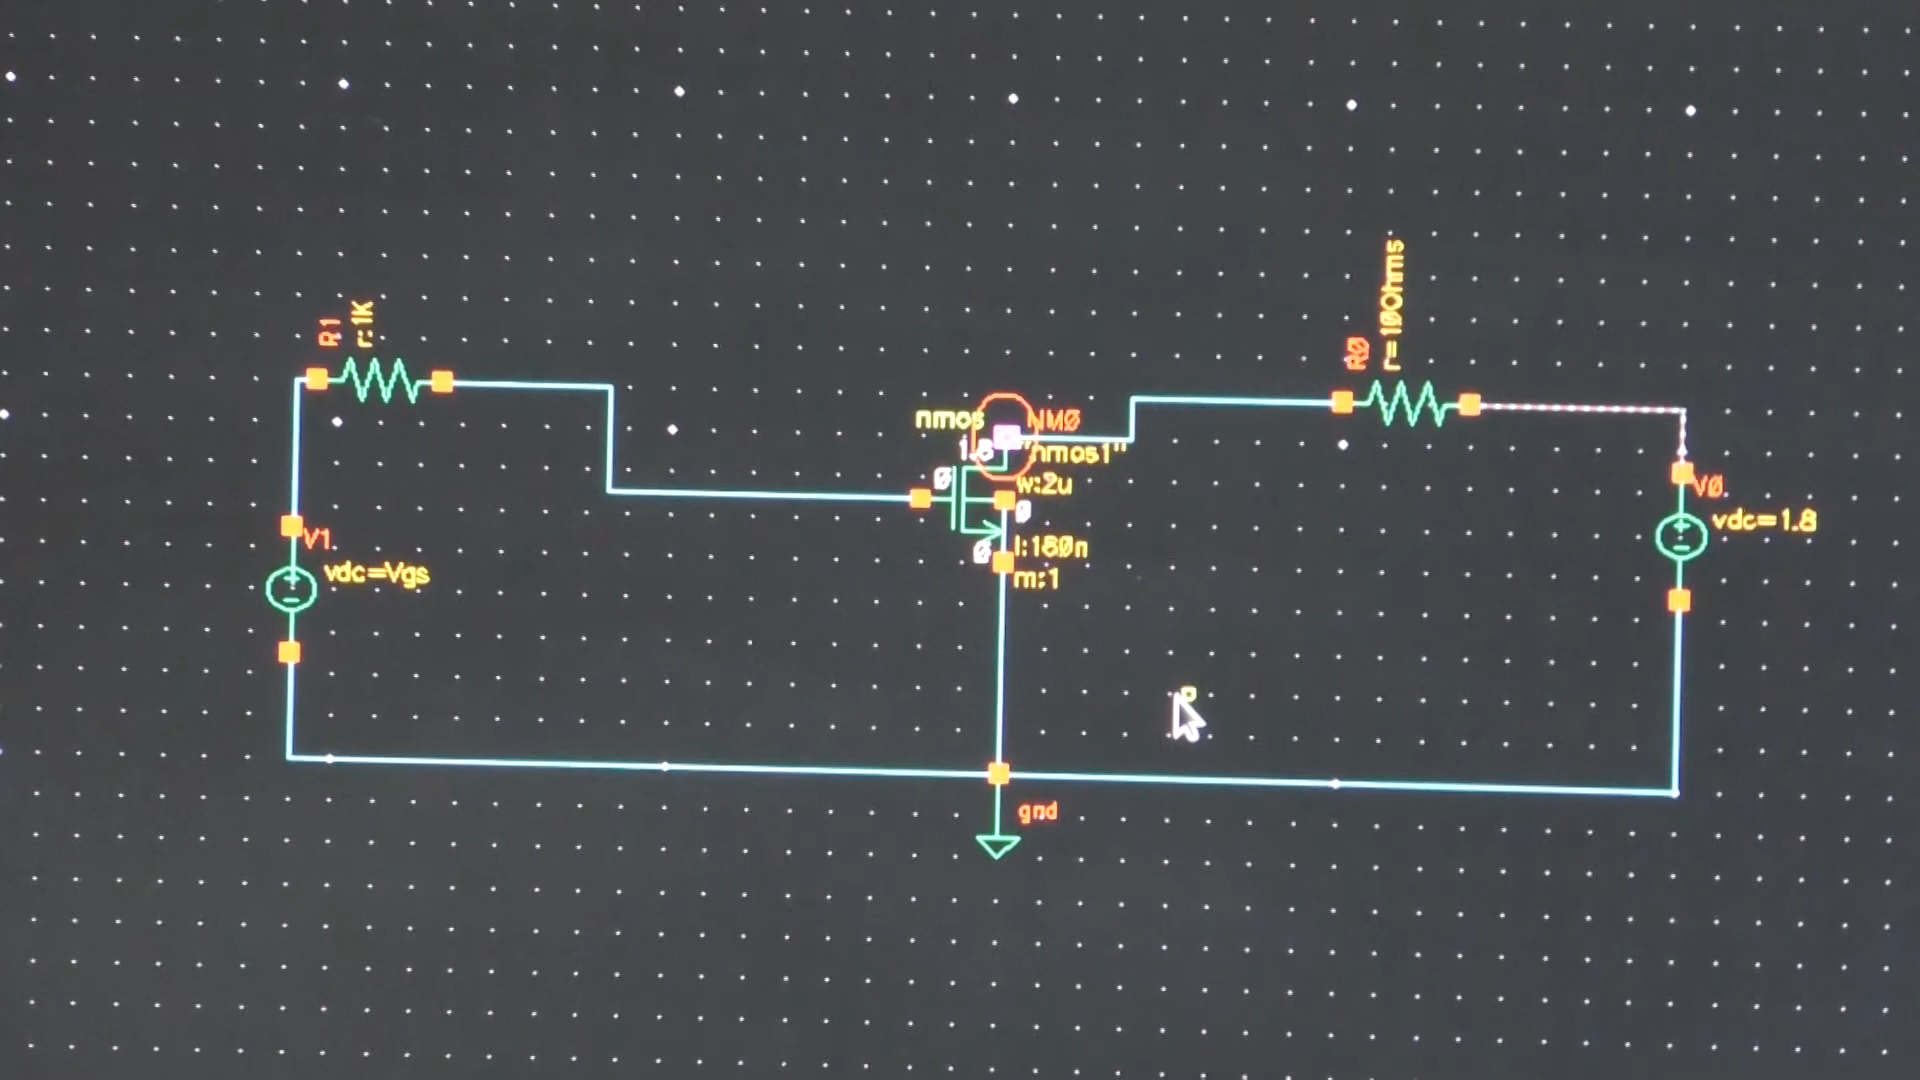 R1
r:1K
V1
vdc=Vgs
nmos
NM0
1.8
"nmos1"
0
w:2u
0
0
l:180n
m:1
gnd
R0
r=100hms
V0
vdc=1.8